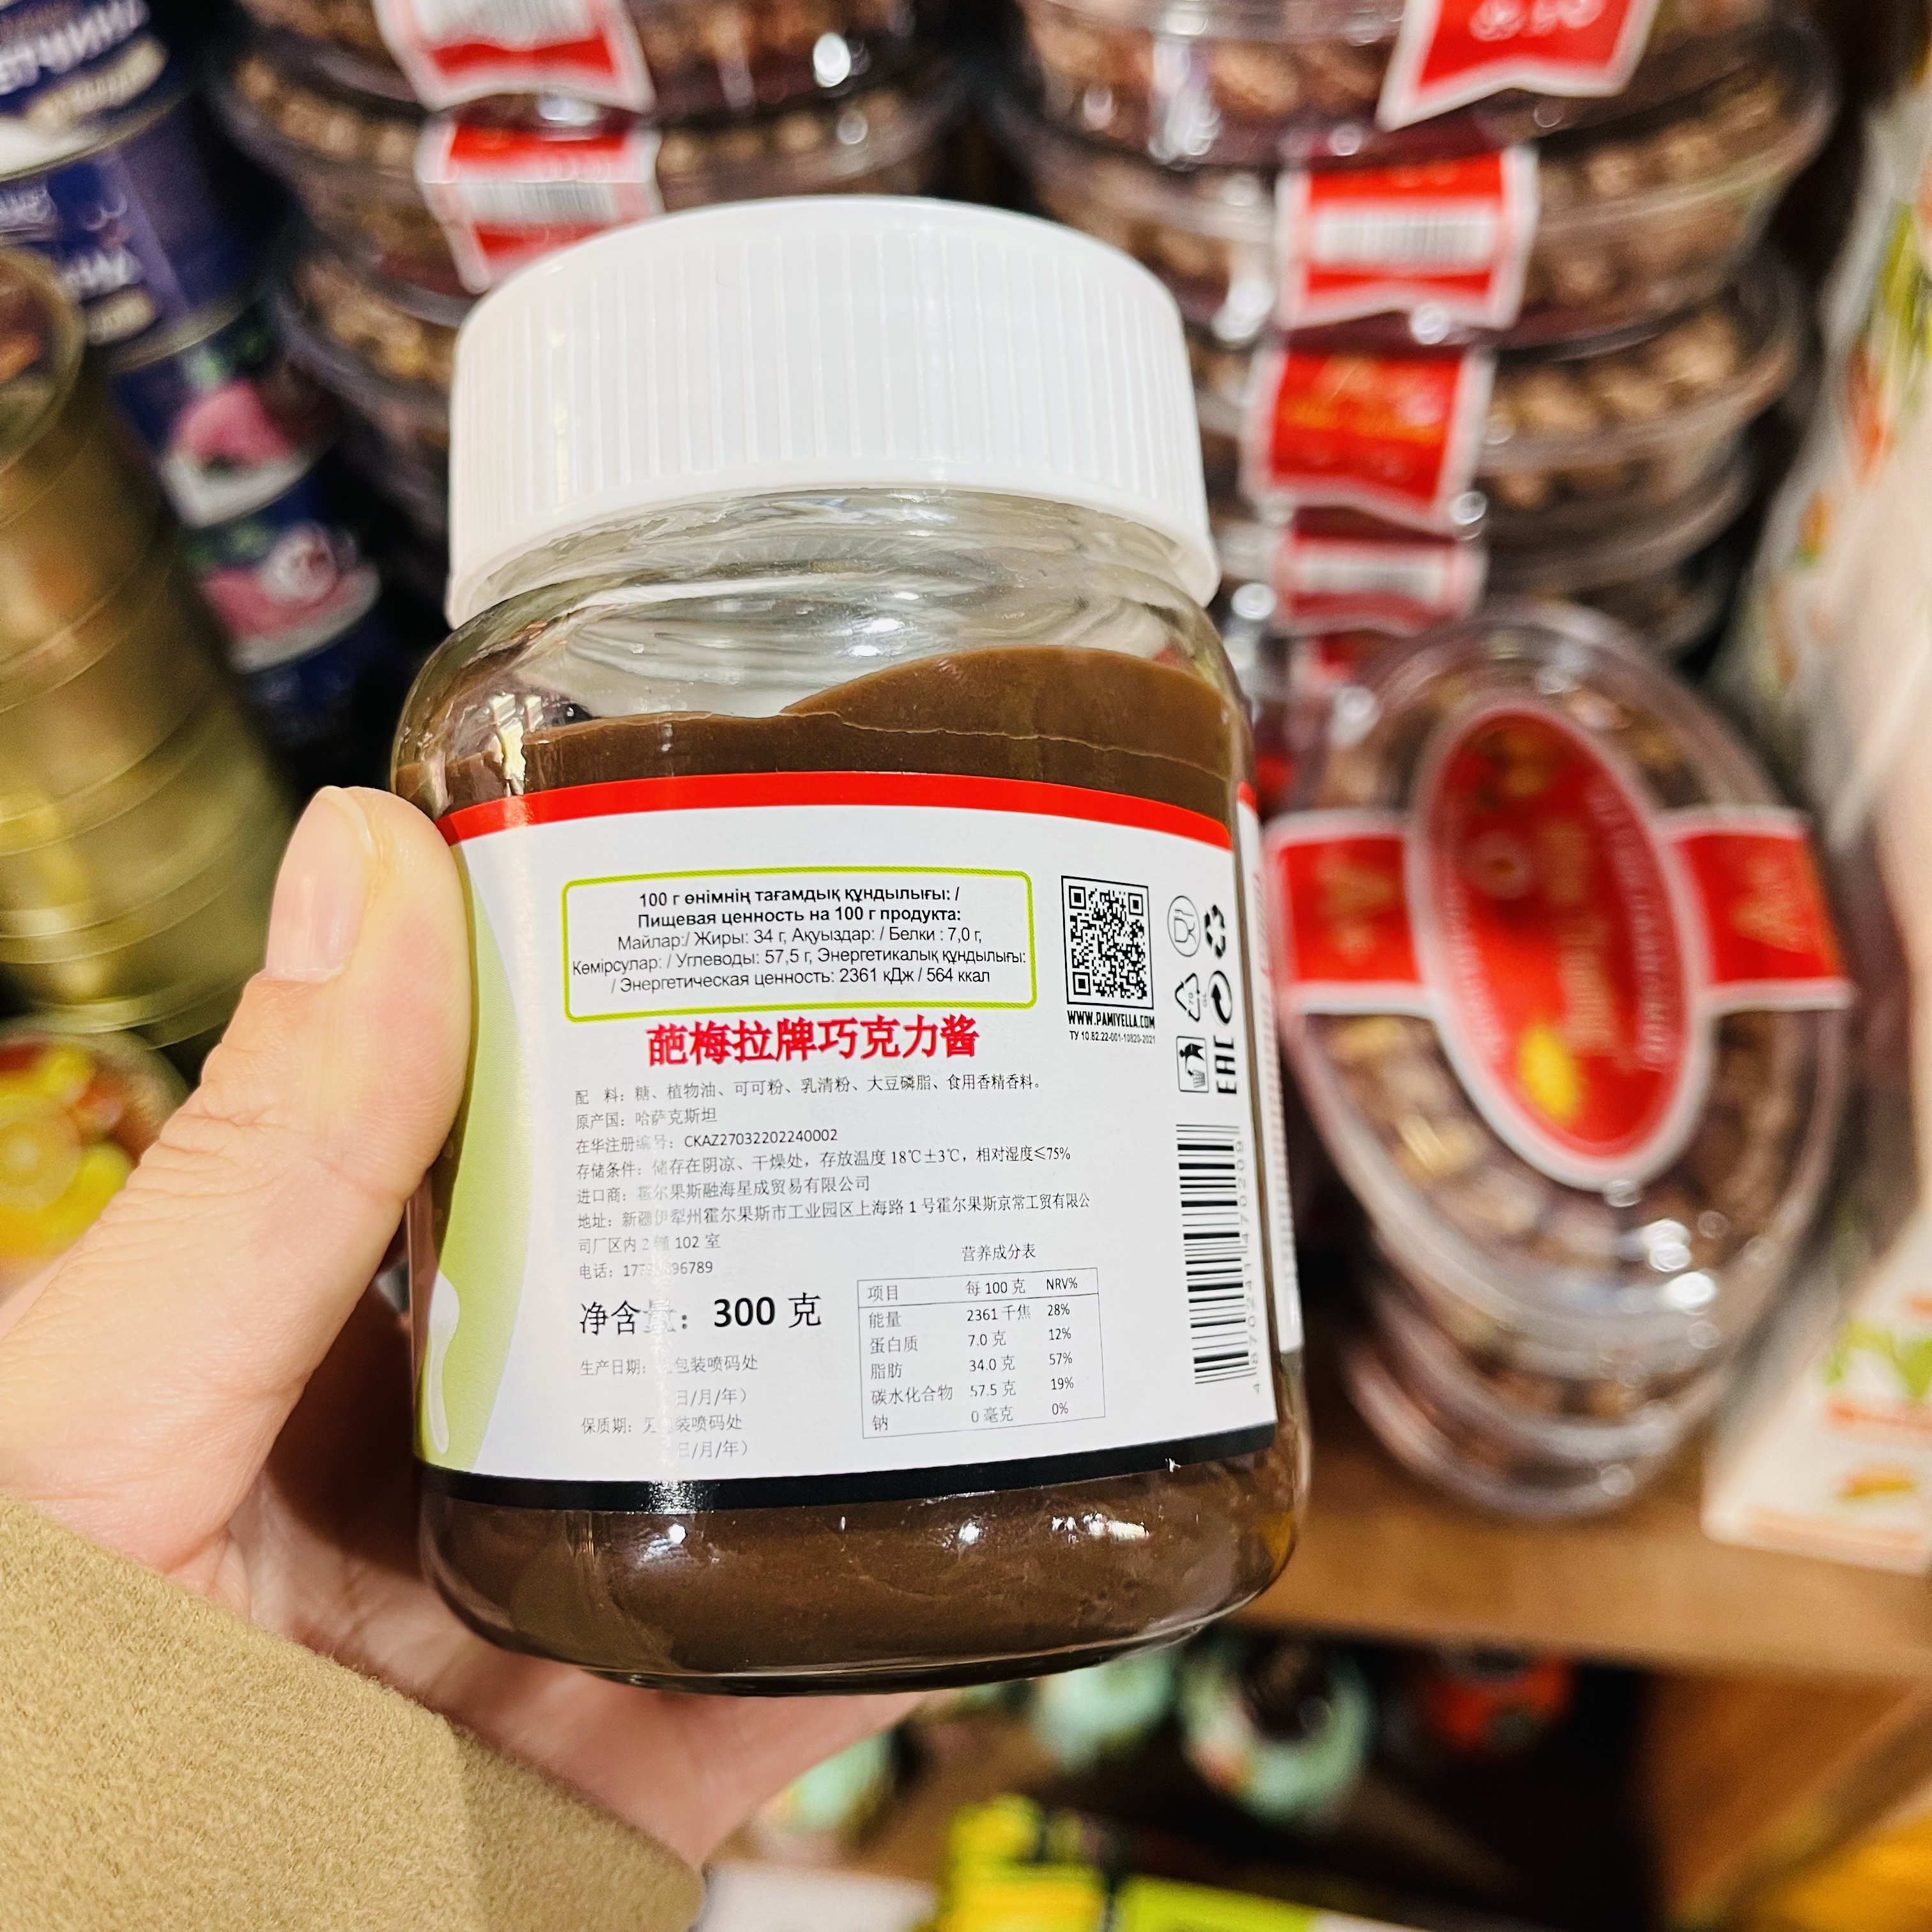 100 г өнімнің тағамдық құндылығы: /
Пищевая ценность на 100 г продукта:
Майлар:/ Жиры: 34 г, Ақуыздар: / Белки : 7,0 г,
Көмірсулар: / Углеводы: 57,5 г, Энергетикалық құндылығы:
/ Энергетическая ценность: 2361 кДж / 564 ккал
WWW.PAMIYELLA.COM
ТУ 10.82.22-001-10820-2021
EAC
葩梅拉牌巧克力酱
配 料：糖、植物油、可可粉、乳清粉、大豆磷脂、食用香精香料。
原产国：哈萨克斯坦
在华注册编号：CKAZ27032202240002
存储条件：储存在阴凉、干燥处，存放温度 18℃±3℃，相对湿度≤75%
进口商：霍尔果斯融海星成贸易有限公司
地址：新疆伊犁州霍尔果斯市工业园区上海路 1 号霍尔果斯京常工贸有限公
司厂区内 2 102 室
电话：
净含量：300 克
生产日期： 包装喷码处
日/月/年）
保质期： 装喷码处
日/月/年）
营养成分表
项目 每 100 克 NRV%
能量 2361 千焦 28%
蛋白质 7.0 克 12%
脂肪 34.0 克 57%
碳水化合物 57.5 克 19%
钠 0 毫克 0%